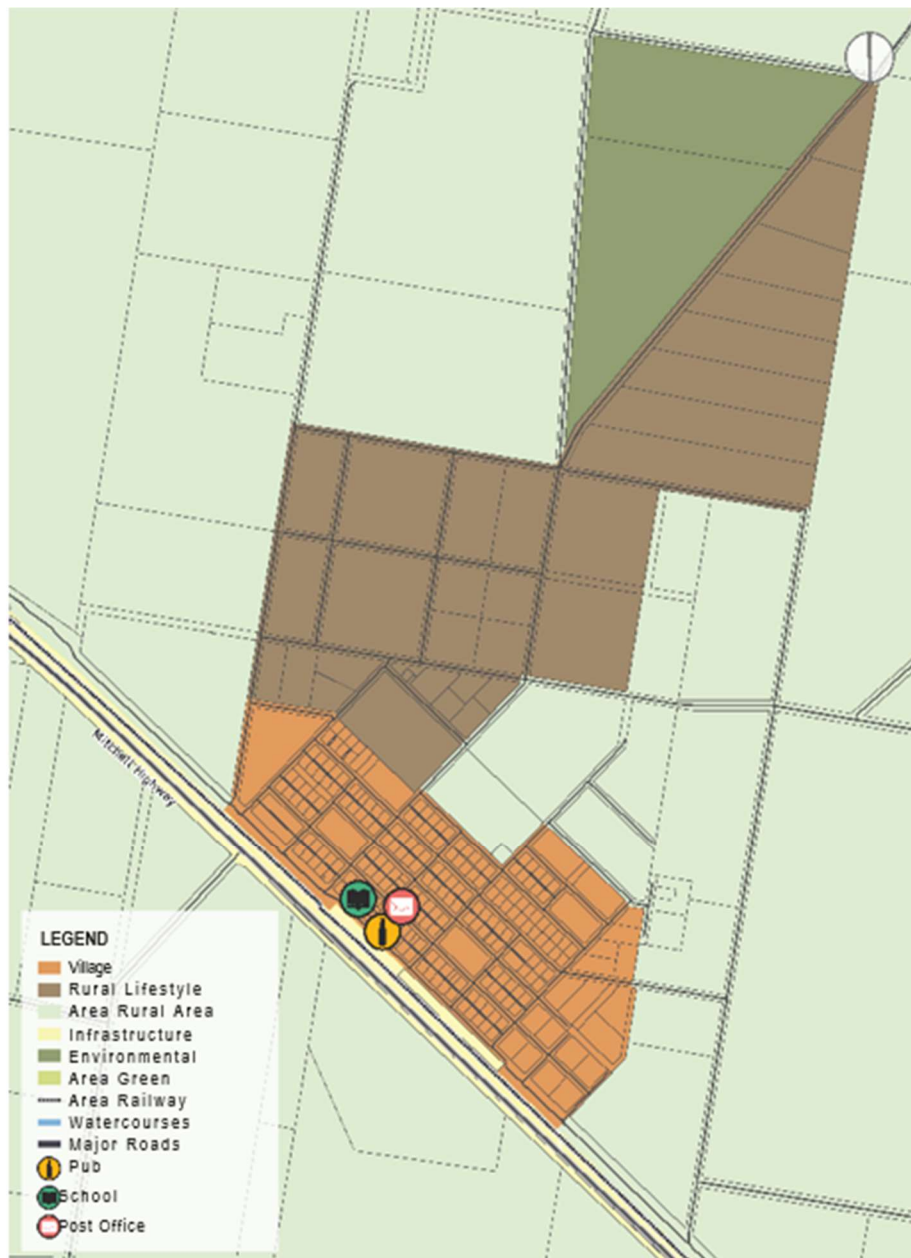 Mitchell Highway
LEGEND
Village
Rural Lifestyle
Area Rural Area
Infrastructure
Environmental
Area Green
Area Railway
Watercourses
Major Roads
Pub
School
Post Office